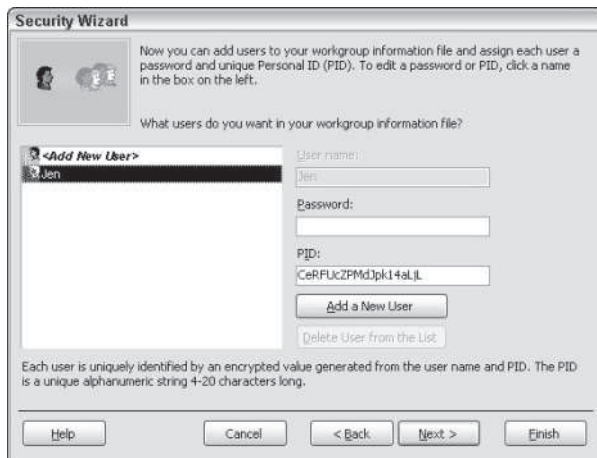 Security Wizard
Now you can add users to your workgroup information file and assign each user a
password and unique Personal ID (PID). To edit a password or PID, click a name
in the box on the left.
What users do you want in your workgroup information file?
<Add New User>
Jen
User name:
Jen
Password:
PID:
CeRFUcZPMdJpk14aLjL
Add a New User
Delete User from the List
Each user is uniquely identified by an encrypted value generated from the user name and PID. The PID
is a unique alphanumeric string 4-20 characters long.
Help
Cancel
< Back
Next >
Finish